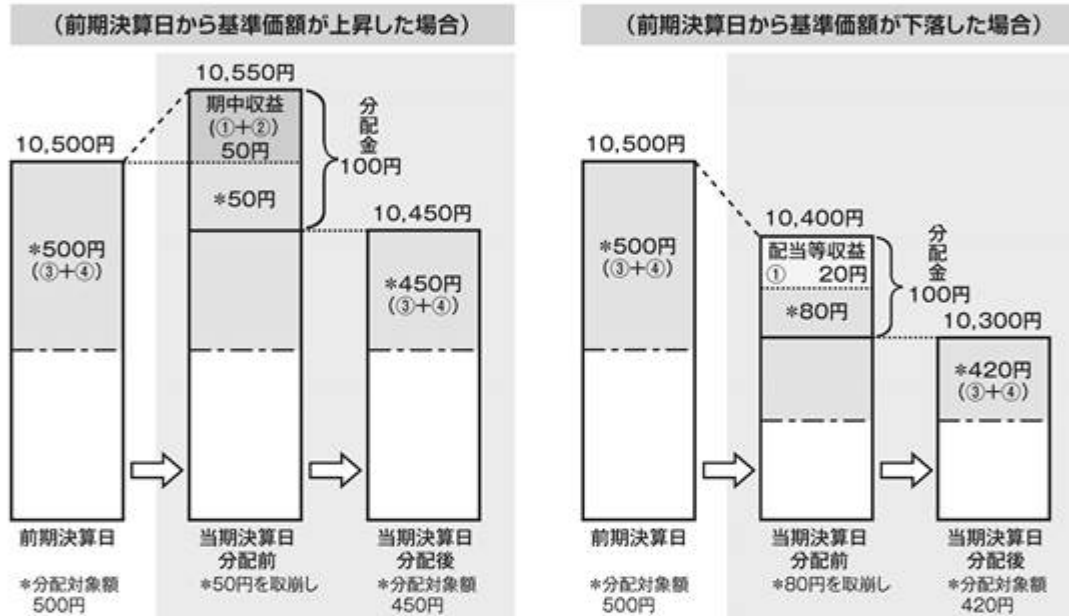 (前期決算日から基準価額が上昇した場合)
10,550円
期中収益
(①+②)
50円
*50円
分配金
100円
10,500円
*500円
(③+④)
10,450円
*450円
(③+④)
前期決算日
当期決算日
分配前
当期決算日
分配後
*分配対象額
500円
*50円を取崩し
*分配対象額
450円
(前期決算日から基準価額が下落した場合)
10,500円
*500円
(③+④)
10,400円
配当等収益
① 20円
*80円
分配金
100円
10,300円
*420円
(③+④)
前期決算日
当期決算日
分配前
当期決算日
分配後
*分配対象額
500円
*80円を取崩し
*分配対象額
420円